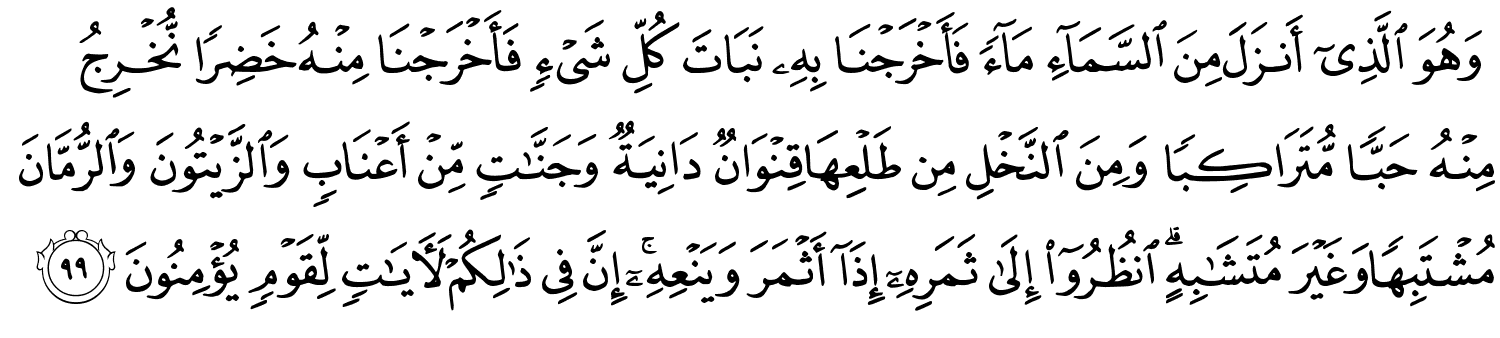 وَهُوَ ٱلَّذِىٓ أَنزَلَ مِنَ ٱلسَّمَآءِ مَآءً فَأَخْرَجْنَا بِهِۦ نَبَاتَ كُلِّ شَىْءٍ فَأَخْرَجْنَا مِنْهُ خَضِرًا نُّخْرِجُ
مِنْهُ حَبًّا مُّتَرَاكِبًا وَمِنَ ٱلنَّخْلِ مِن طَلْعِهَا قِنْوَانٌ دَانِيَةٌ وَجَنَّٰتٍ مِّنْ أَعْنَابٍ وَٱلزَّيْتُونَ وَٱلرُّمَّانَ
مُشْتَبِهًا وَغَيْرَ مُتَشَٰبِهٍ ۗ ٱنظُرُوٓا۟ إِلَىٰ ثَمَرِهِۦٓ إِذَآ أَثْمَرَ وَيَنْعِهِۦٓ ۚ إِنَّ فِى ذَٰلِكُمْ لَءَايَٰتٍ لِّقَوْمٍ يُؤْمِنُونَ ٩٩